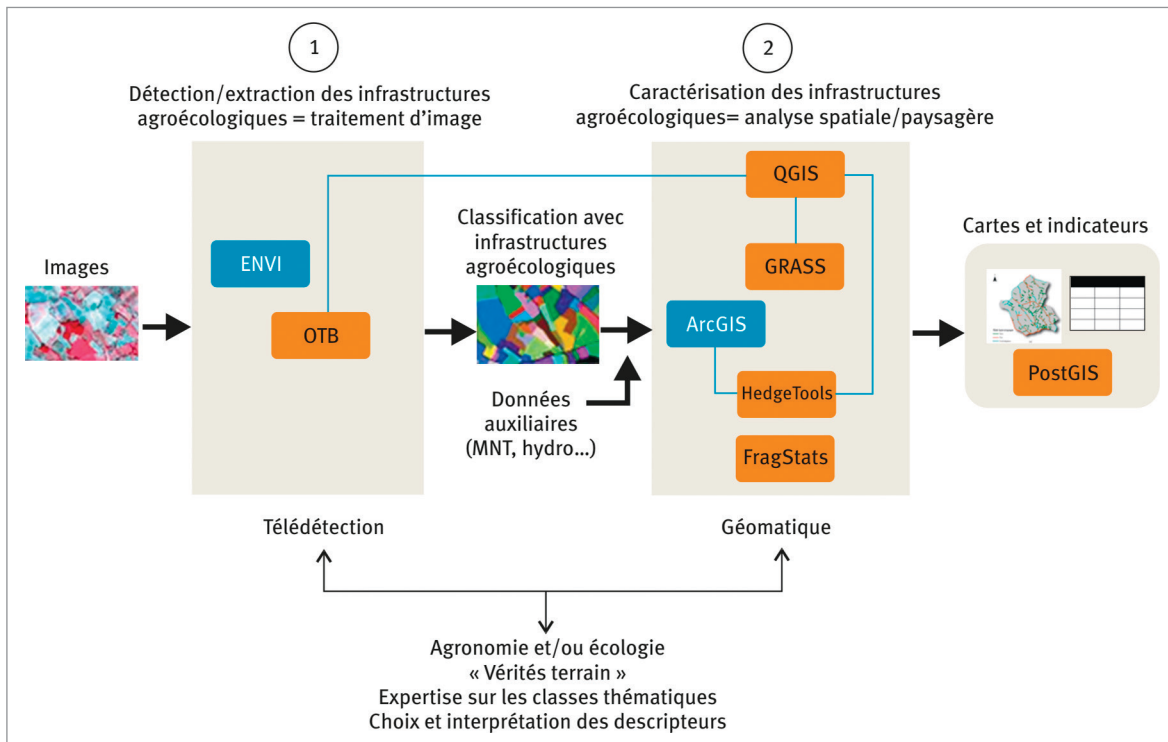 1
Détection/extraction des infrastructures
agroécologiques = traitement d'image
2
Caractérisation des infrastructures
agroécologiques= analyse spatiale/paysagère
Images
ENVI
OTB
Classification avec
infrastructures
agroécologiques
Données
auxiliaires
(MNT, hydro...)
QGIS
GRASS
ArcGIS
HedgeTools
FragStats
Cartes et indicateurs
PostGIS
Télédétection
Géomatique
Agronomie et/ou écologie
« Vérités terrain »
Expertise sur les classes thématiques
Choix et interprétation des descripteurs